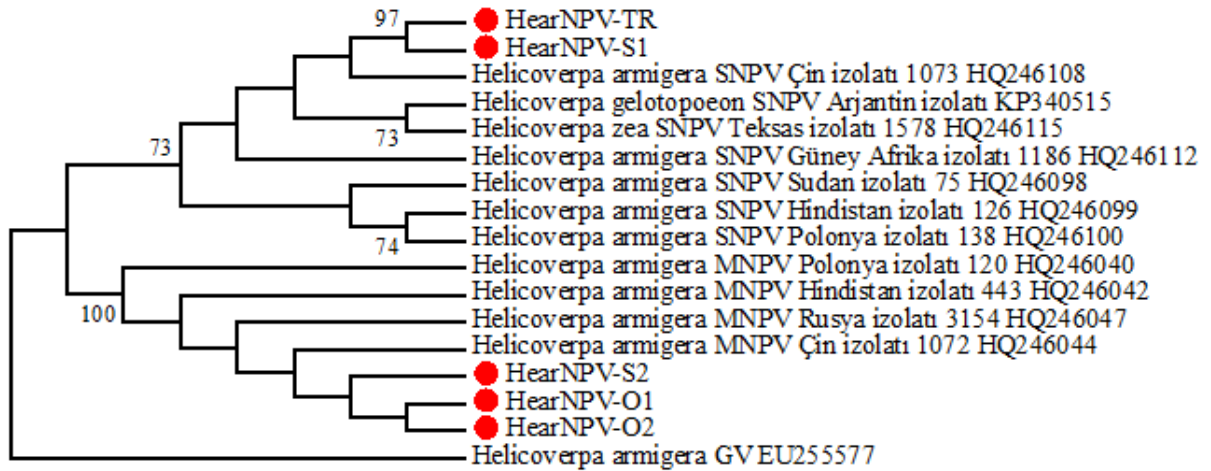 97
HearNPV-TR
HearNPV-S1
Helicoverpa armigera SNPV Çin izolatı 1073 HQ246108
Helicoverpa gelotopoeon SNPV Arjantin izolatı KP340515
73
Helicoverpa zea SNPV Teksas izolatı 1578 HQ246115
73
Helicoverpa armigera SNPV Güney Afrika izolatı 1186 HQ246112
Helicoverpa armigera SNPV Sudan izolatı 75 HQ246098
Helicoverpa armigera SNPV Hindistan izolatı 126 HQ246099
74
Helicoverpa armigera SNPV Polonya izolatı 138 HQ246100
Helicoverpa armigera MNPV Polonya izolatı 120 HQ246040
100
Helicoverpa armigera MNPV Hindistan izolatı 443 HQ246042
Helicoverpa armigera MNPV Rusya izolatı 3154 HQ246047
Helicoverpa armigera MNPV Çin izolatı 1072 HQ246044
HearNPV-S2
HearNPV-O1
HearNPV-O2
Helicoverpa armigera GV EU255577